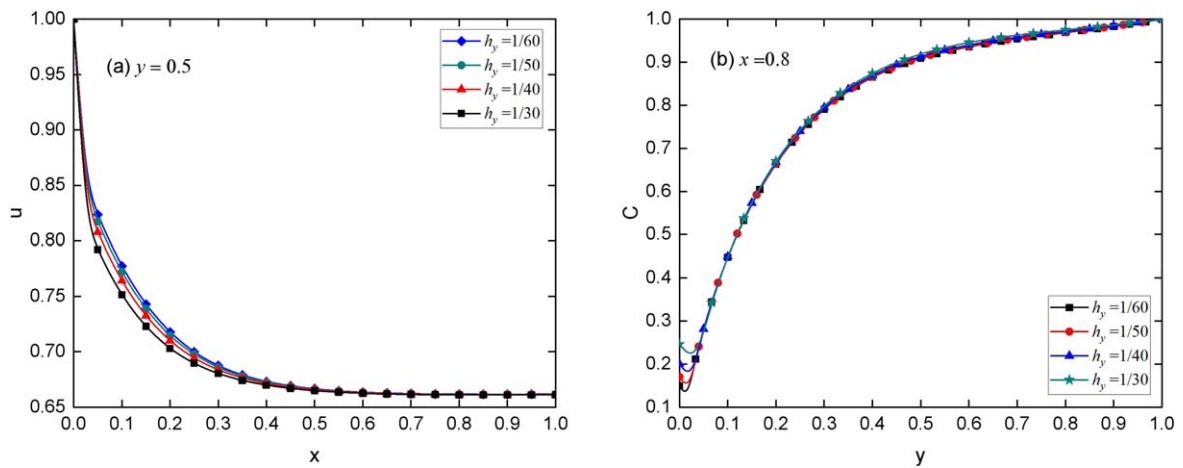 1.00
0.95
0.90
0.85
0.80
0.75
0.70
0.65
u
(a) y = 0.5
h_y =1/60
h_y =1/50
h_y =1/40
h_y =1/30
0.0 0.1 0.2 0.3 0.4 0.5 0.6 0.7 0.8 0.9 1.0
x
1.0
0.9
0.8
0.7
0.6
0.5
0.4
0.3
0.2
0.1
C
(b) x =0.8
h_y =1/60
h_y =1/50
h_y =1/40
h_y =1/30
0.0 0.1 0.2 0.3 0.4 0.5 0.6 0.7 0.8 0.9 1.0
y